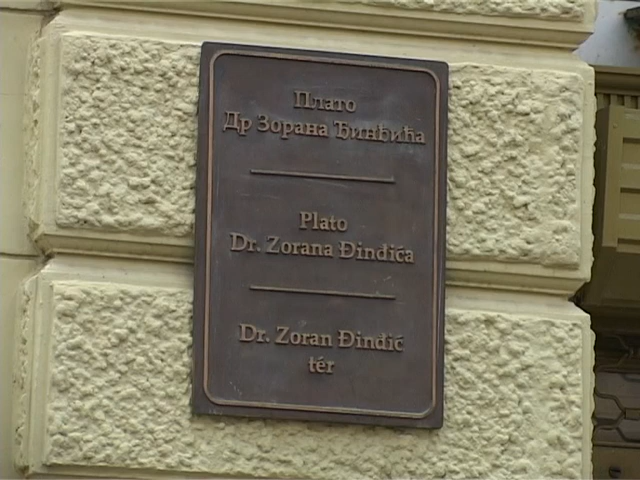 Плато
Др Зорана Ђинђића
Plato
Dr. Zorana Đinđića
Dr. Zoran Đinđić
tér